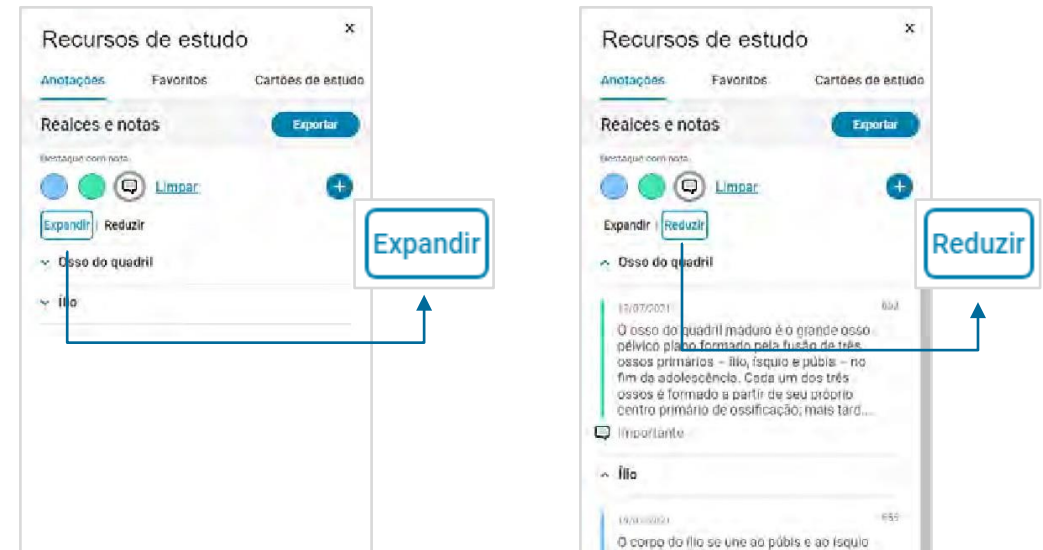 Recursos de estudo
x
Anotações Favoritos Cartões de estudo
Realces e notas Exportar
Destaque com nota
Limpar
Expandir | Reduzir
Expandir
Osso do quadril
Ílio
Recursos de estudo
x
Anotações Favoritos Cartões de estudo
Realces e notas Exportar
Destaque com nota
Limpar
Expandir | Reduzir
Reduzir
Osso do quadril
O osso do quadril maduro é o grande osso
pélvico plano formado pela fusão de três
ossos primários – ílio, ísquio e púbis – no
fim da adolescência. Cada um dos três
ossos é formado a partir de seu próprio
centro primário de ossificação; mais tard...
Importante
Ílio
O corpo do ílio se une ao púbis e ao ísquio